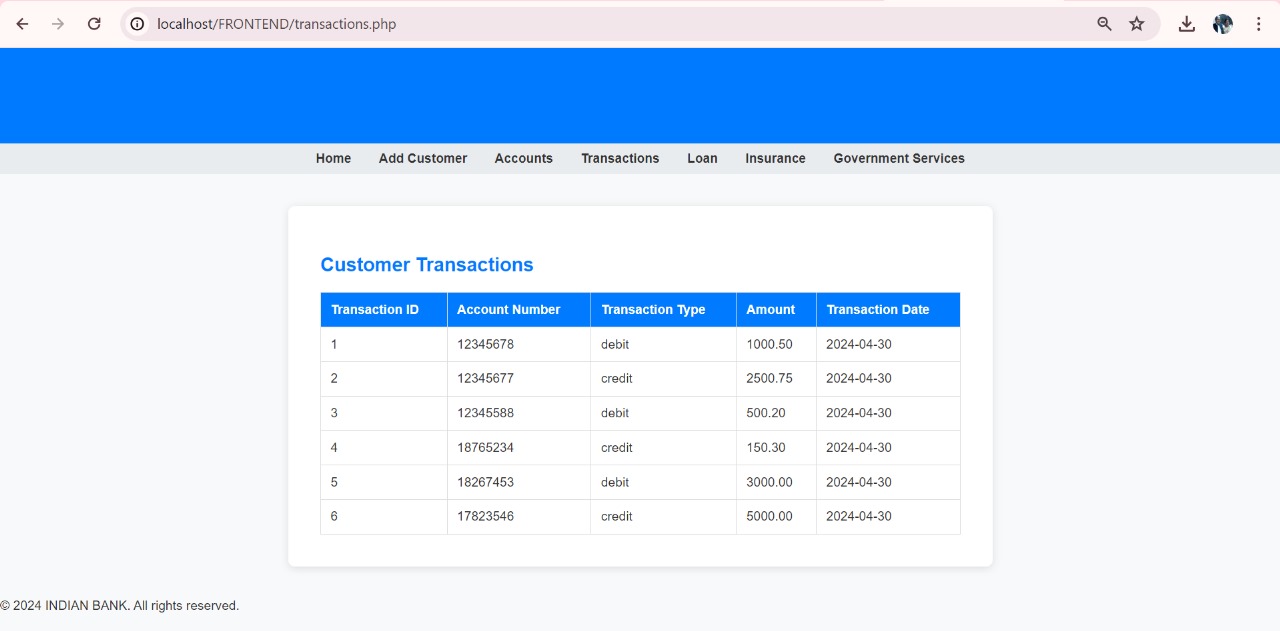 localhost/FRONTEND/transactions.php
Home Add Customer Accounts Transactions Loan Insurance Government Services
Customer Transactions
Transaction ID Account Number Transaction Type Amount Transaction Date
1 12345678 debit 1000.50 2024-04-30
2 12345677 credit 2500.75 2024-04-30
3 12345588 debit 500.20 2024-04-30
4 18765234 credit 150.30 2024-04-30
5 18267453 debit 3000.00 2024-04-30
6 17823546 credit 5000.00 2024-04-30
© 2024 INDIAN BANK. All rights reserved.